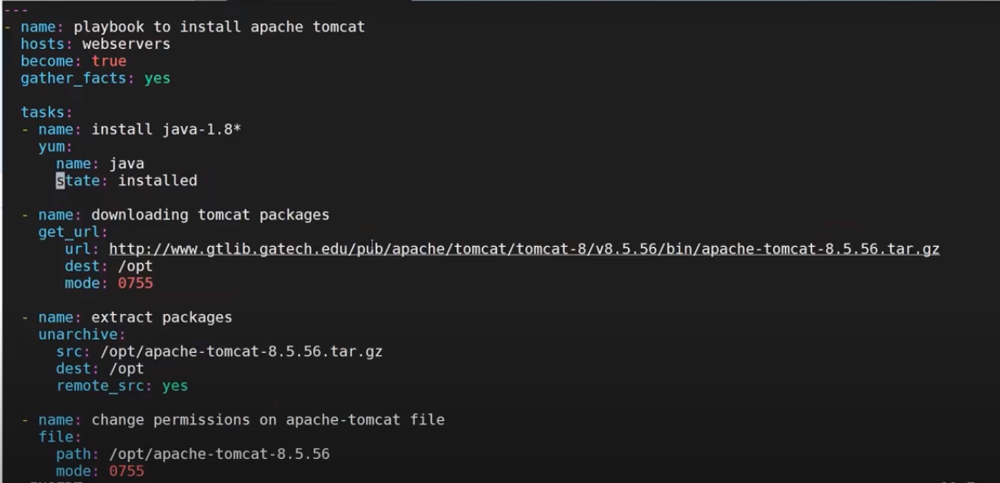 ---
- name: playbook to install apache tomcat
  hosts: webservers
  become: true
  gather_facts: yes

  tasks:
  - name: install java-1.8*
    yum:
      name: java
      state: installed

  - name: downloading tomcat packages
    get_url:
       url: http://www.gtlib.gatech.edu/pub/apache/tomcat/tomcat-8/v8.5.56/bin/apache-tomcat-8.5.56.tar.gz
       dest: /opt
       mode: 0755

  - name: extract packages
    unarchive:
      src: /opt/apache-tomcat-8.5.56.tar.gz
      dest: /opt
      remote_src: yes

  - name: change permissions on apache-tomcat file
    file:
      path: /opt/apache-tomcat-8.5.56
      mode: 0755